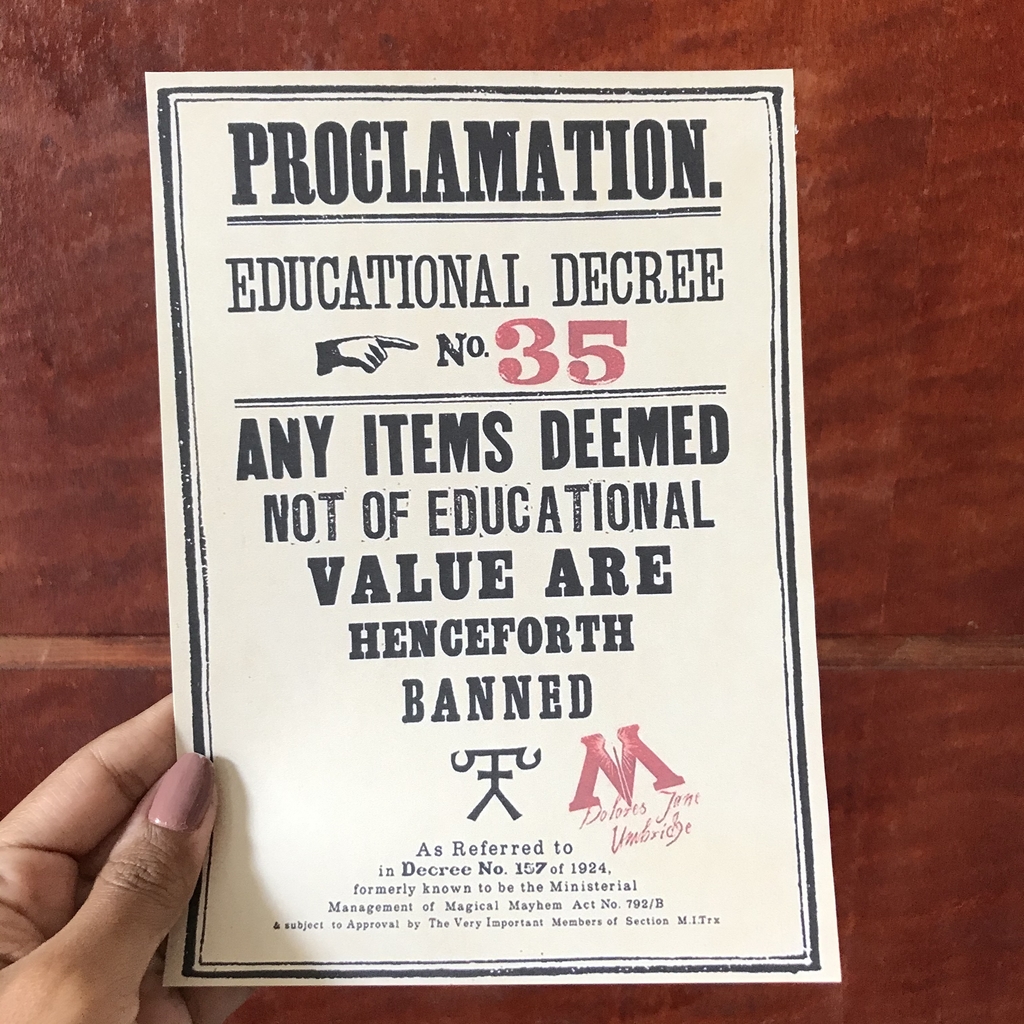 PROCLAMATION.
EDUCATIONAL DECREE
No. 35
ANY ITEMS DEEMED
NOT OF EDUCATIONAL
VALUE ARE
HENCEFORTH
BANNED
M
Dolores Jane
Umbridge
As Referred to
in Decree No. 157 of 1924,
formerly known to be the Ministerial
Management of Magical Mayhem Act No. 792/B
& subject to Approval by The Very Important Members of Section M.I.Trx